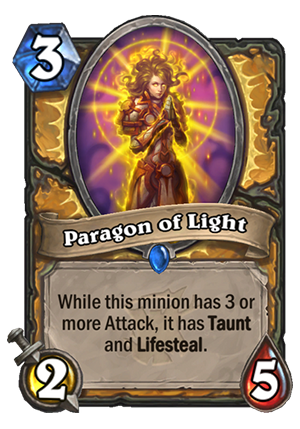 3
Paragon of Light
While this minion has 3 or
more Attack, it has Taunt
and Lifesteal.
2
5